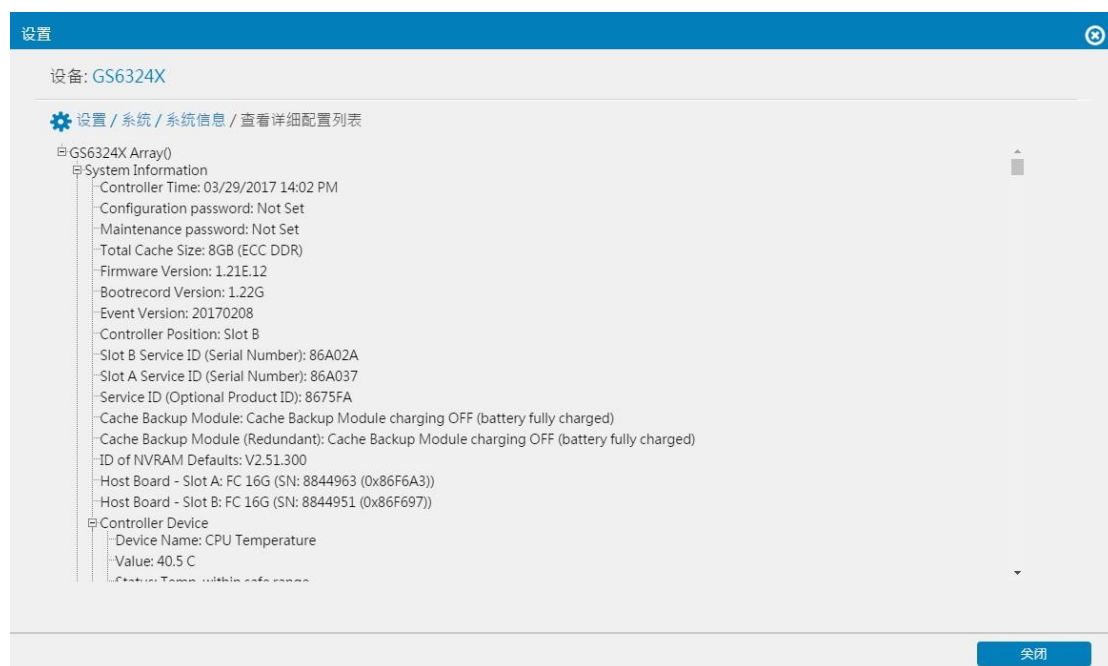 设置
设备: GS6324X
设置 / 系统 / 系统信息 / 查看详细配置列表
GS6324X Array()
System Information
Controller Time: 03/29/2017 14:02 PM
Configuration password: Not Set
Maintenance password: Not Set
Total Cache Size: 8GB (ECC DDR)
Firmware Version: 1.21E.12
Bootrecord Version: 1.22G
Event Version: 20170208
Controller Position: Slot B
Slot B Service ID (Serial Number): 86A02A
Slot A Service ID (Serial Number): 86A037
Service ID (Optional Product ID): 8675FA
Cache Backup Module: Cache Backup Module charging OFF (battery fully charged)
Cache Backup Module (Redundant): Cache Backup Module charging OFF (battery fully charged)
ID of NVRAM Defaults: V2.51.300
Host Board - Slot A: FC 16G (SN: 8844963 (0x86F6A3))
Host Board - Slot B: FC 16G (SN: 8844951 (0x86F697))
Controller Device
Device Name: CPU Temperature
Value: 40.5 C
Status: Temp. within safe range
关闭